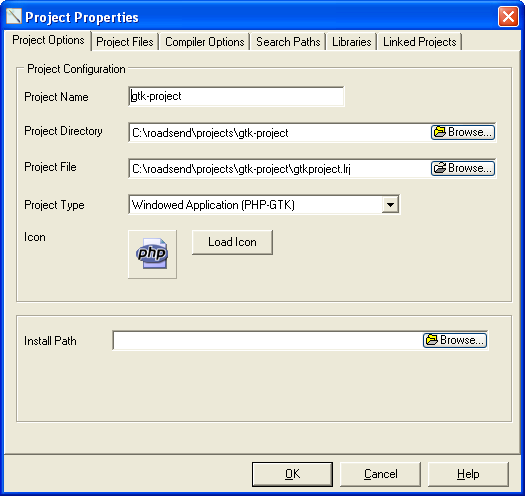 Project Properties
Project Options Project Files Compiler Options Search Paths Libraries Linked Projects
Project Configuration
Project Name gtk-project
Project Directory C:\roadsend\projects\gtk-project Browse...
Project File C:\roadsend\projects\gtk-project\gtkproject.lrj Browse...
Project Type Windowed Application (PHP-GTK)
Icon php Load Icon
Install Path Browse...
OK Cancel Help